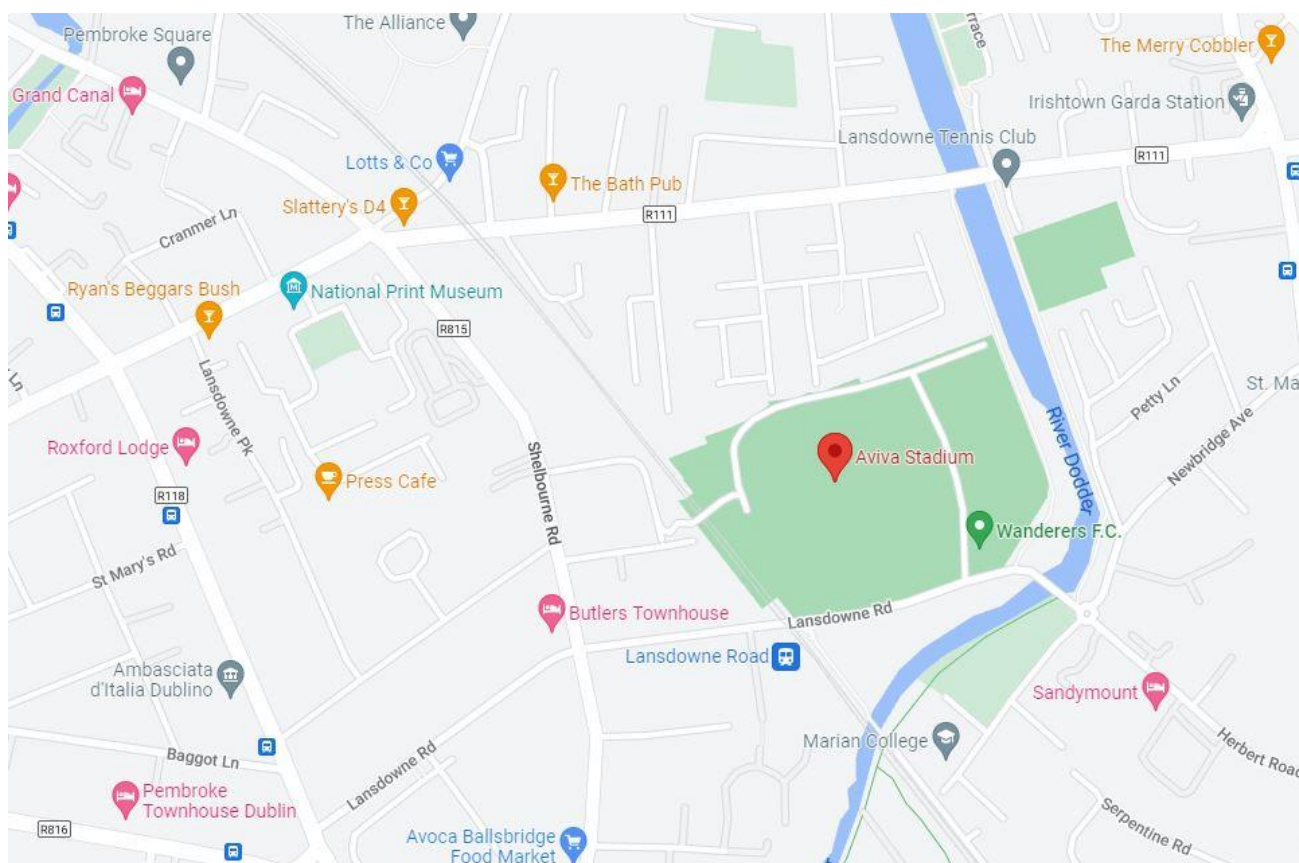 The Alliance
Pembroke Square
Grand Canal
The Merry Cobbler
Irishtown Garda Station
Lansdowne Tennis Club
R111
Lotts & Co
The Bath Pub
Slattery's D4
R111
Cranmer Ln
Ryan's Beggars Bush
National Print Museum
R815
Lansdowne Pk
Ln
St. Ma
Petty Ln
Newbridge Ave
River Dodder
Roxford Lodge
Aviva Stadium
Shelbourne Rd
Press Cafe
R118
Wanderers F.C.
St Mary's Rd
Butlers Townhouse
Lansdowne Rd
Lansdowne Road
Ambasciata
d'Italia Dublino
Sandymount
Marian College
Herbert Road
Baggot Ln
Lansdowne Rd
Pembroke
Townhouse Dublin
Serpentine Rd
R816
Avoca Ballsbridge
Food Market